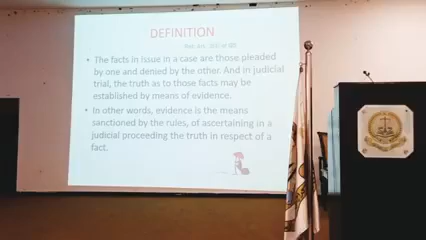 DEFINITION
The facts in issue in a case are those pleaded
by one and denied by the other. And in judicial
trial, the truth as to those facts may be
established by means of evidence.
In other words, evidence is the means
sanctioned by the rules, of ascertaining in a
judicial proceeding the truth in respect of a
fact.